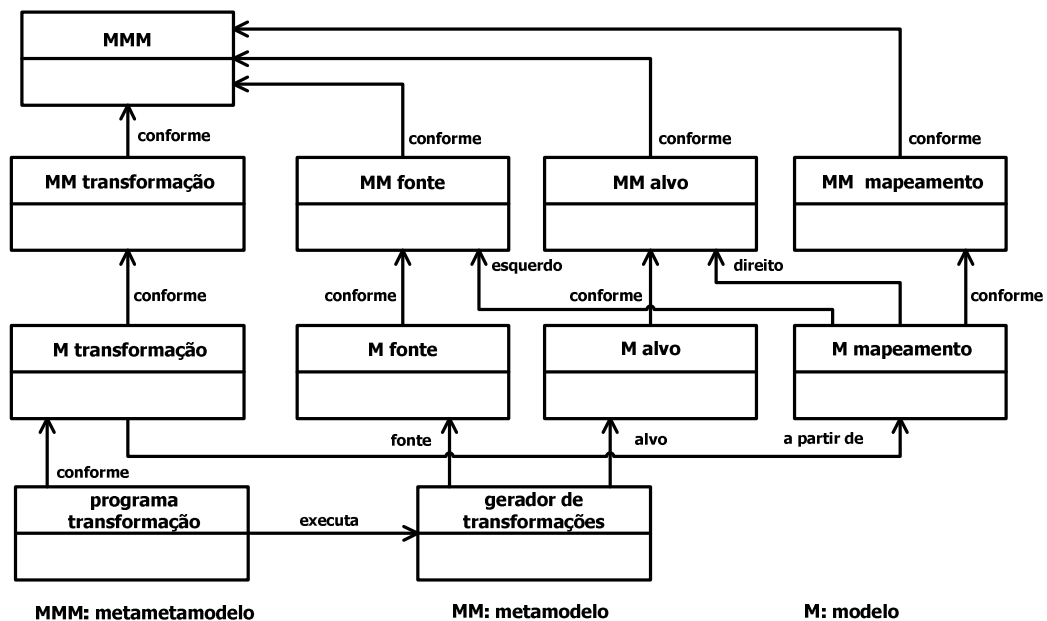 MMM
conforme
conforme
conforme
conforme
MM transformação
MM fonte
MM alvo
MM mapeamento
esquerdo
direito
conforme
conforme
conforme
conforme
M transformação
M fonte
M alvo
M mapeamento
fonte
alvo
a partir de
conforme
programa
transformação
executa
gerador de
transformações
MMM: metametamodelo
MM: metamodelo
M: modelo